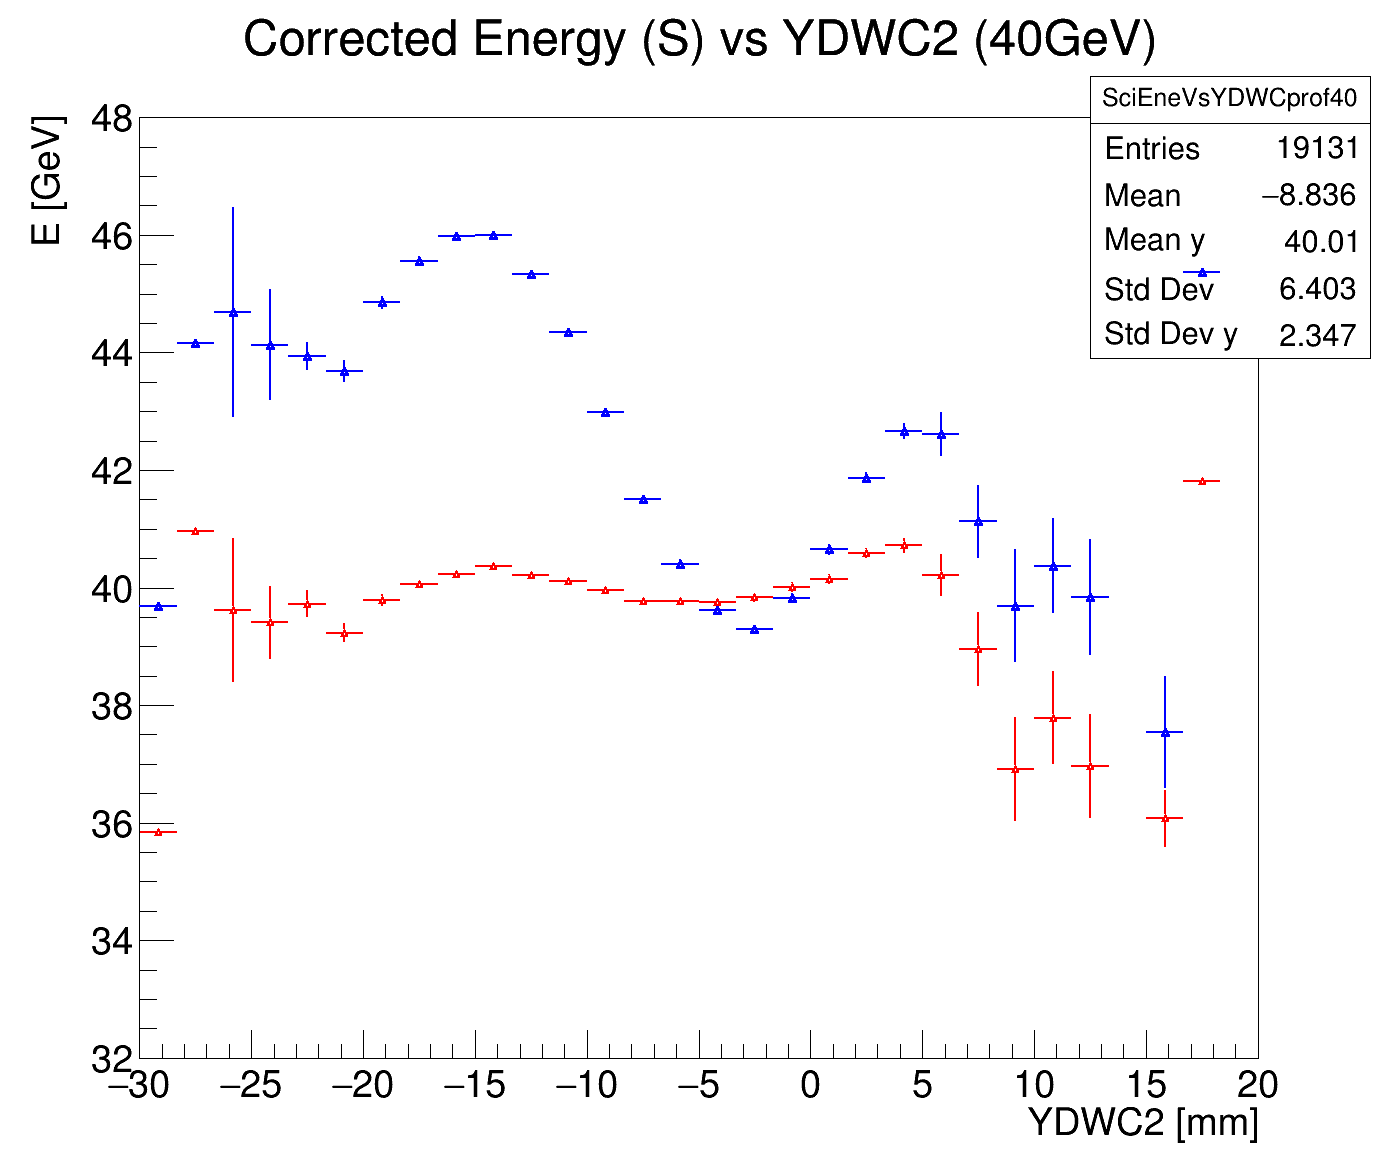 Corrected Energy (S) vs YDWC2 (40GeV)
SciEneVsYDWCprof40
Entries 19131
Mean −8.836
Mean y 40.01
Std Dev 6.403
Std Dev y 2.347
E [GeV]
48
46
44
42
40
38
36
34
32
−30 −25 −20 −15 −10 −5 0 5 10 15 20
YDWC2 [mm]